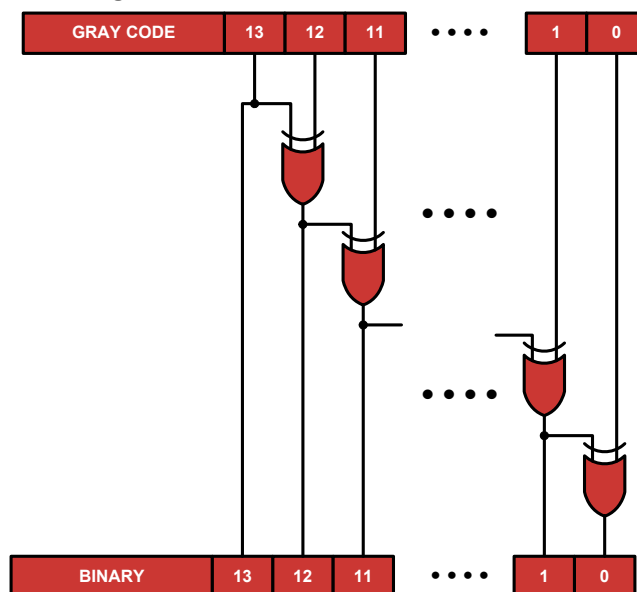 GRAY CODE 13 12 11 •••• 1 0
BINARY 13 12 11 •••• 1 0